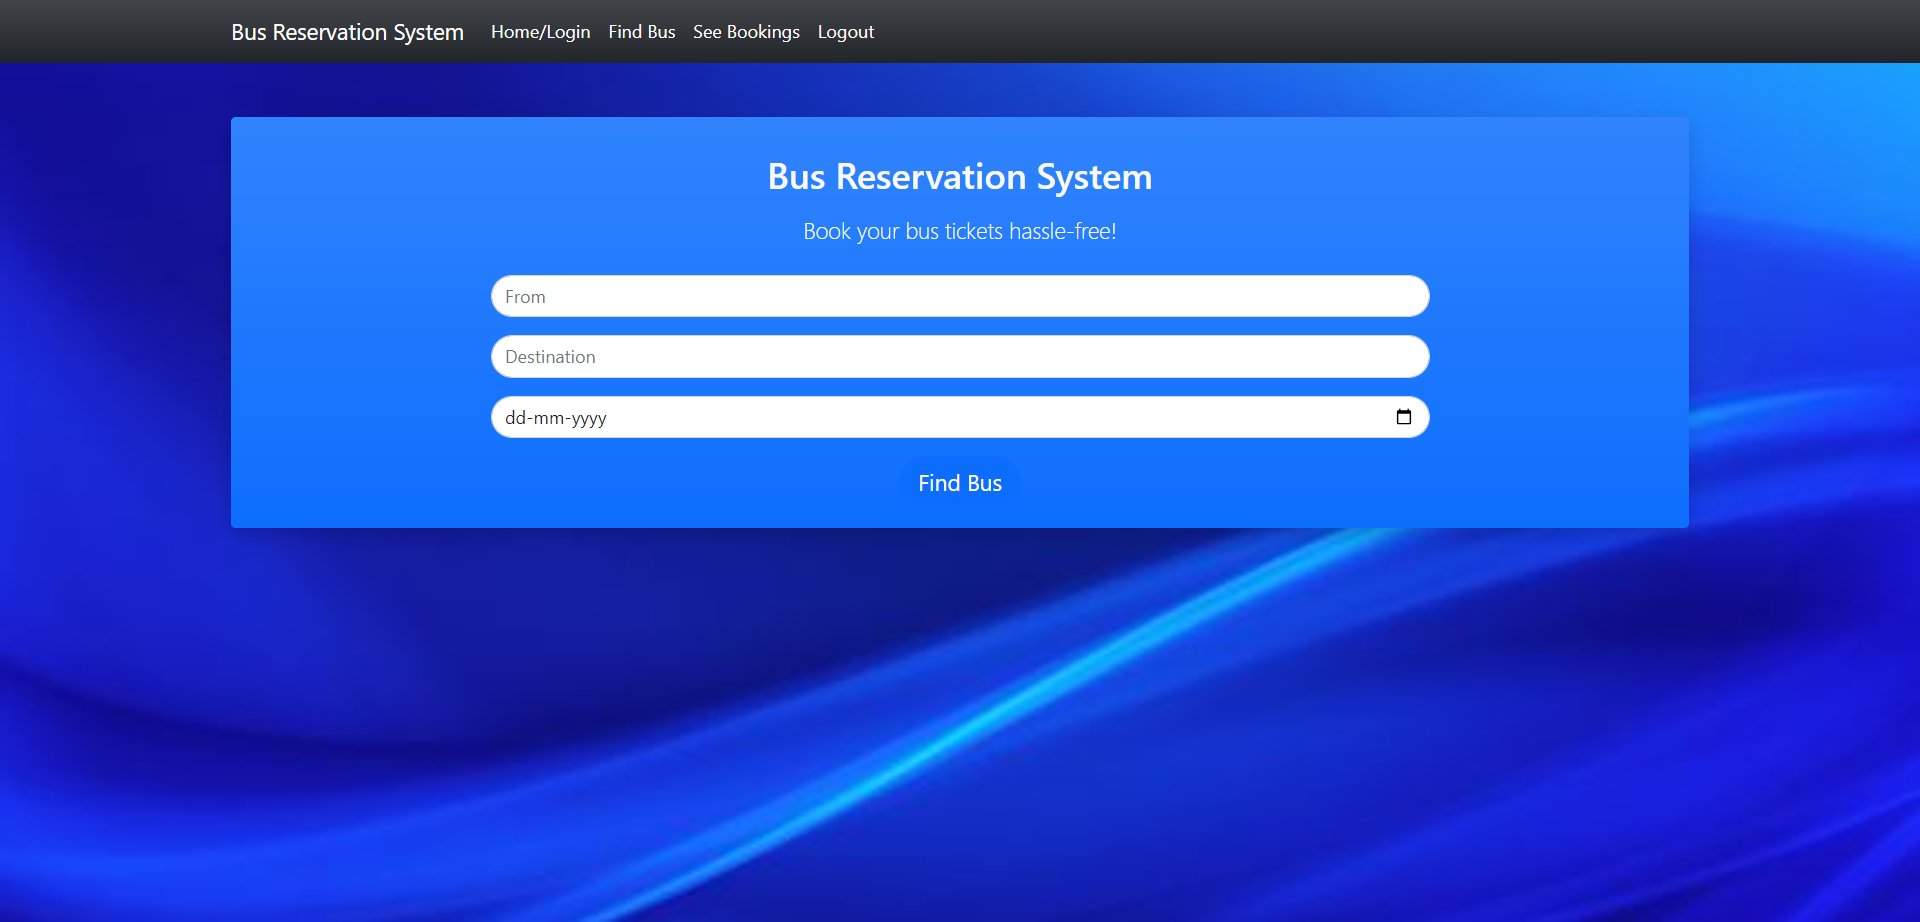 Bus Reservation System Home/Login Find Bus See Bookings Logout
Bus Reservation System
Book your bus tickets hassle-free!
From
Destination
dd-mm-yyyy
Find Bus